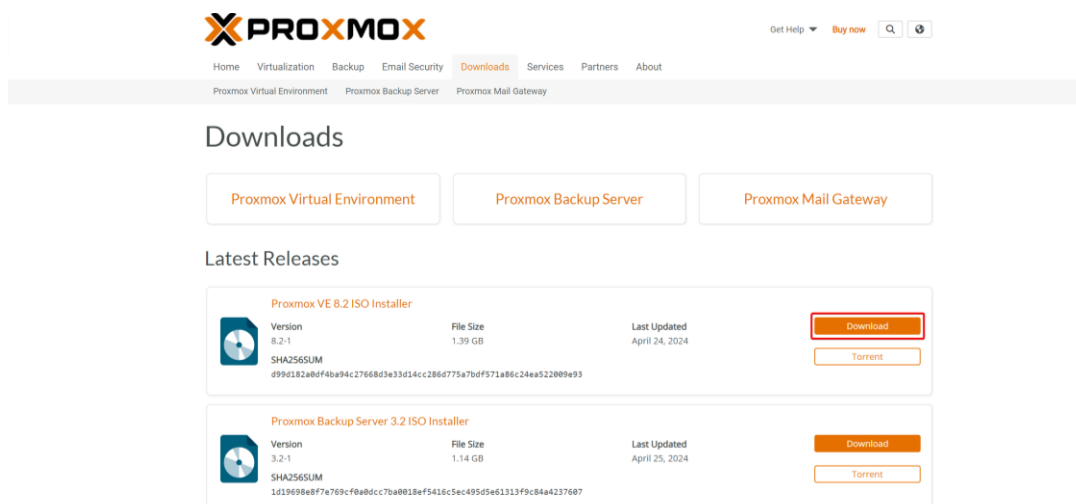 PROXMOX
Get Help Buy now
Home Virtualization Backup Email Security Downloads Services Partners About
Proxmox Virtual Environment Proxmox Backup Server Proxmox Mail Gateway
Downloads
Proxmox Virtual Environment Proxmox Backup Server Proxmox Mail Gateway
Latest Releases
Proxmox VE 8.2 ISO Installer
Version File Size Last Updated Download
8.2-1 1.39 GB April 24, 2024
SHA256SUM Torrent
d99d182a0df4ba94c27668d3e33d14cc286d775a7bdf571a86c24ea522009e93
Proxmox Backup Server 3.2 ISO Installer
Version File Size Last Updated Download
3.2-1 1.14 GB April 25, 2024
SHA256SUM Torrent
1d19698e8f7e769cf0a0dcc7ba0018ef5416c5ec495d5e61313f9c84a4237607